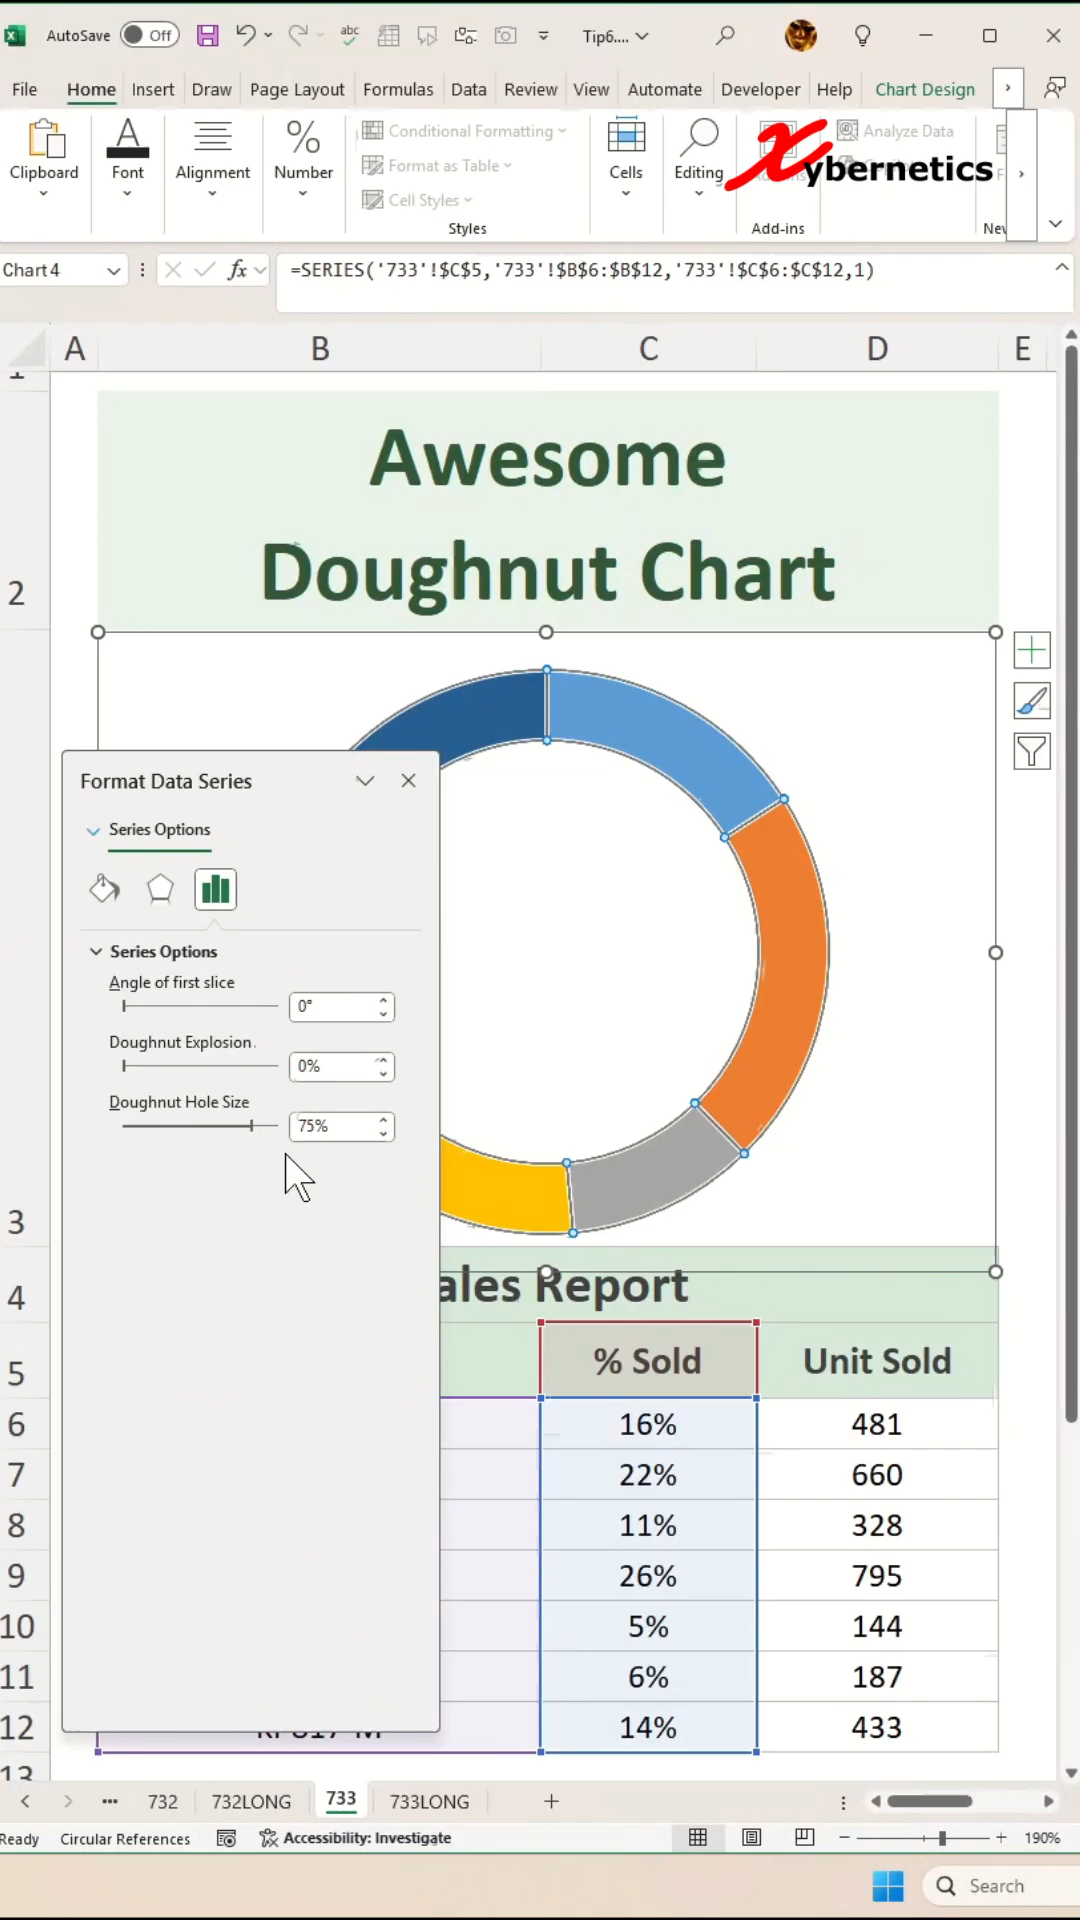 AutoSave Off Tip6....
File Home Insert Draw Page Layout Formulas Data Review View Automate Developer Help Chart Design
Clipboard Font Alignment Number Conditional Formatting Format as Table Cell Styles Cells Editing Analyze Data
Styles Add-ins
Xybernetics
Chart4 fx =SERIES('733'!$C$5,'733'!$B$6:$B$12,'733'!$C$6:$C$12,1)
A B C D E
1
2
Awesome
Doughnut Chart
Format Data Series
Series Options
Series Options
Angle of first slice
0°
Doughnut Explosion
0%
Doughnut Hole Size
75%
3
4 ales Report
5 % Sold Unit Sold
6 16% 481
7 22% 660
8 11% 328
9 26% 795
10 5% 144
11 6% 187
12 14% 433
13
732 732LONG 733 733LONG
Ready Circular References Accessibility: Investigate 190%
Search